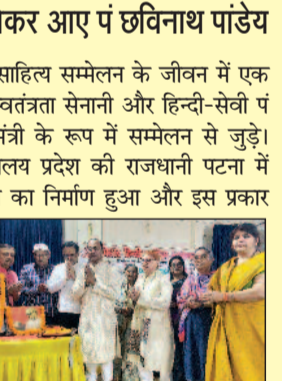 कर आए पं छविनाथ पांडेय
साहित्य सम्मेलन के जीवन में एक
वतंत्रता सेनानी और हिन्दी-सेवी पं
मंत्री के रूप में सम्मेलन से जुड़े।
लय प्रदेश की राजधानी पटना में
का निर्माण हुआ और इस प्रकार